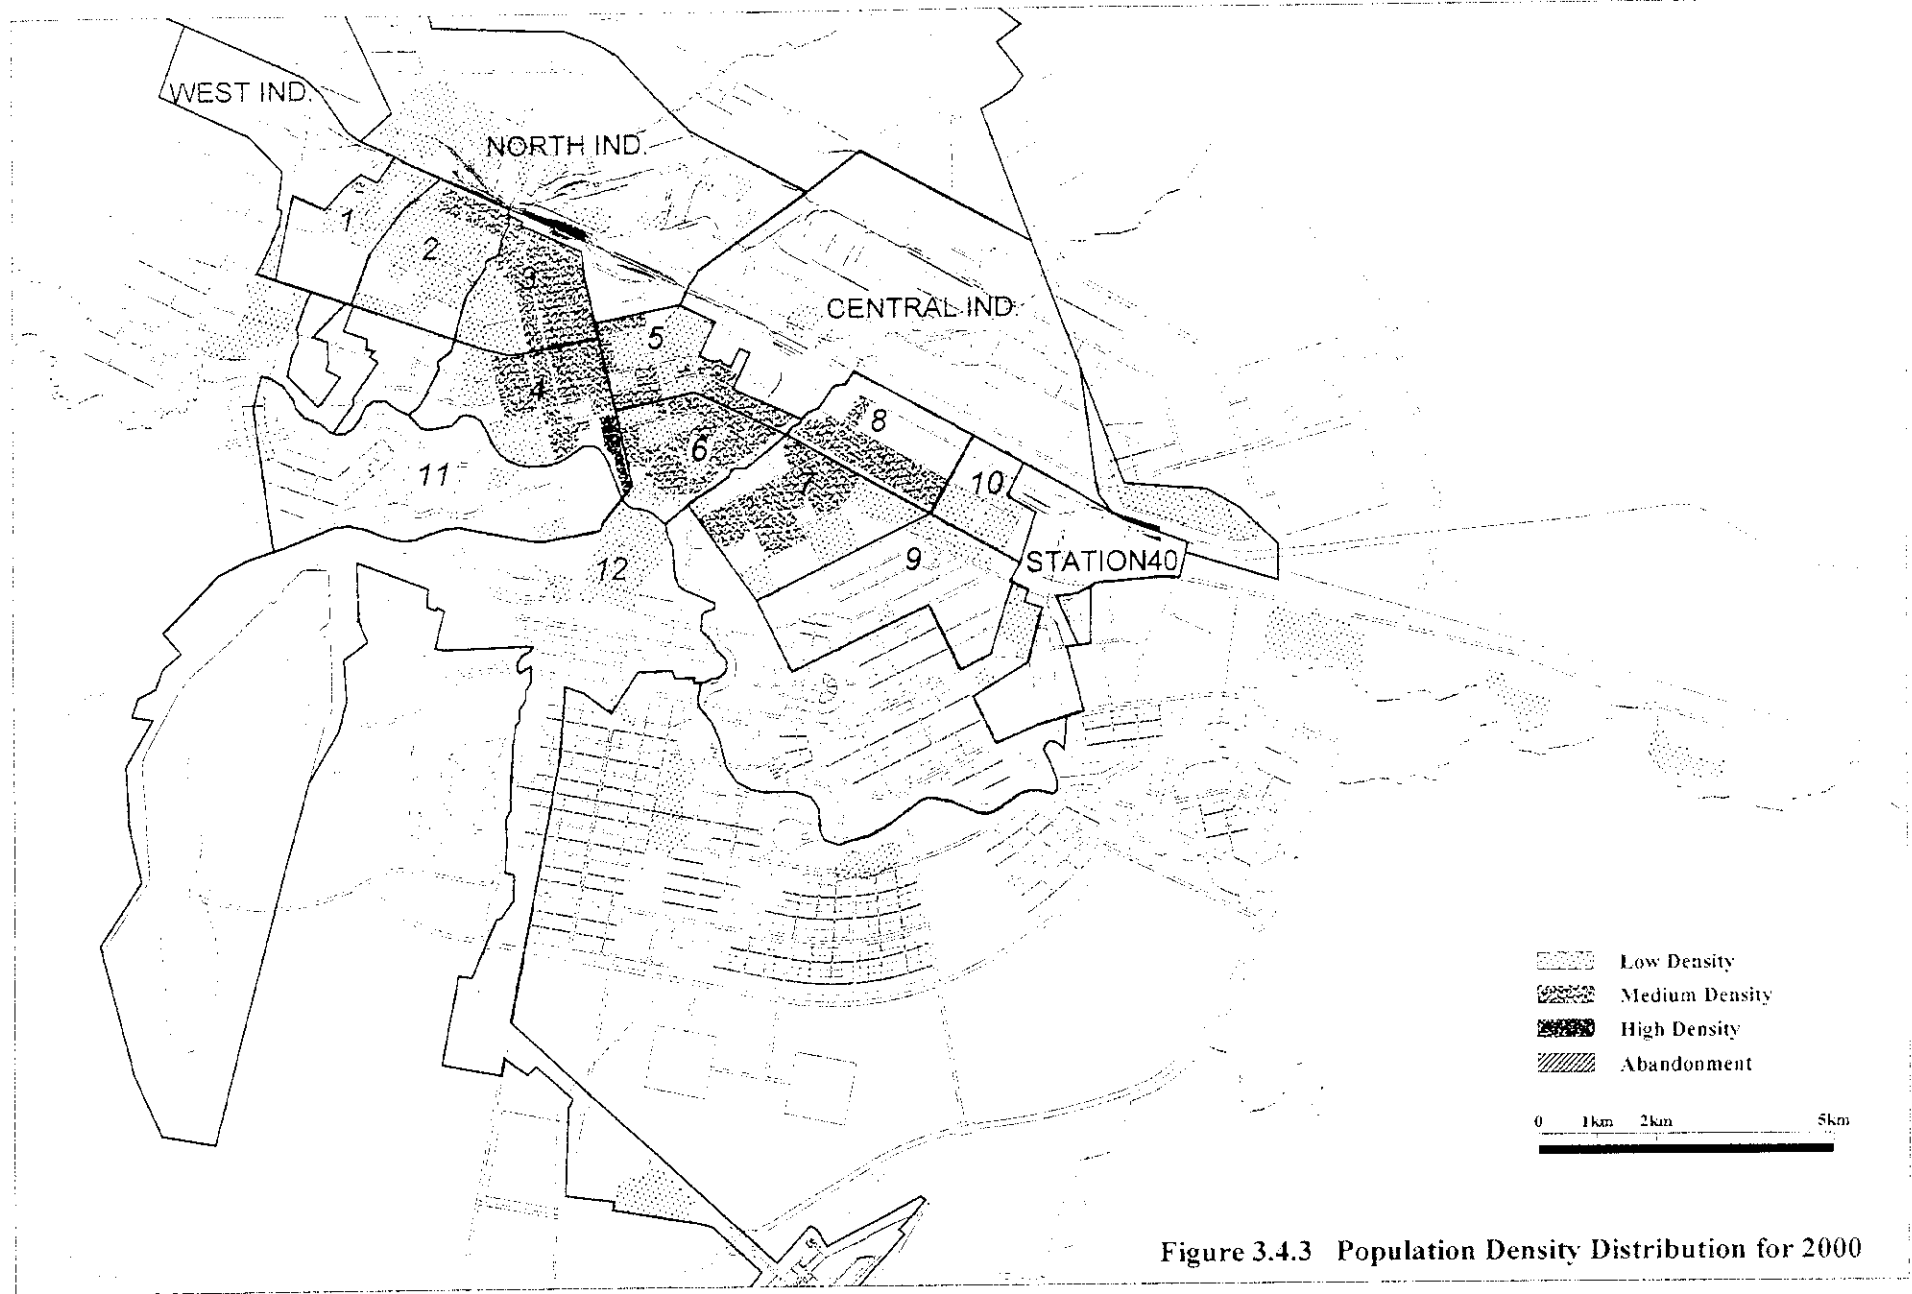 WEST IND.
NORTH IND.
1
2
3
CENTRAL IND.
5
4
8
6
11
7
10
9
STATION40
12
Low Density
Medium Density
High Density
Abandonment
0 1km 2km 5km
Figure 3.4.3 Population Density Distribution for 2000